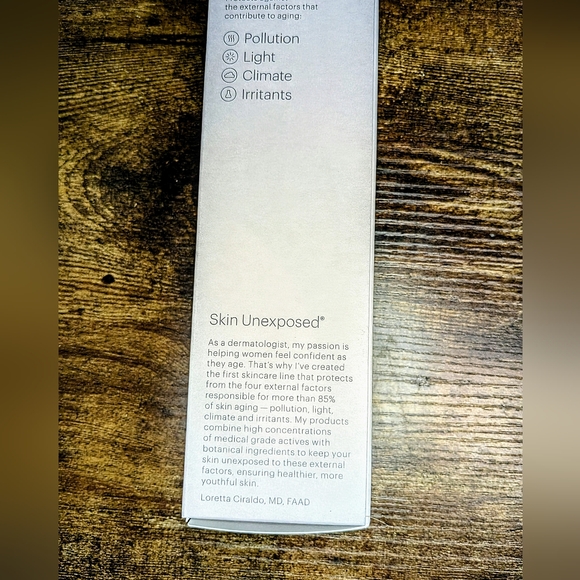 the external factors that
contribute to aging:
Pollution
Light
Climate
Irritants
Skin Unexposed®
As a dermatologist, my passion is
helping women feel confident as
they age. That's why I've created
the first skincare line that protects
from the four external factors
responsible for more than 85%
of skin aging — pollution, light,
climate and irritants. My products
combine high concentrations
of medical grade actives with
botanical ingredients to keep your
skin unexposed to these external
factors, ensuring healthier, more
youthful skin.
Loretta Ciraldo, MD, FAAD